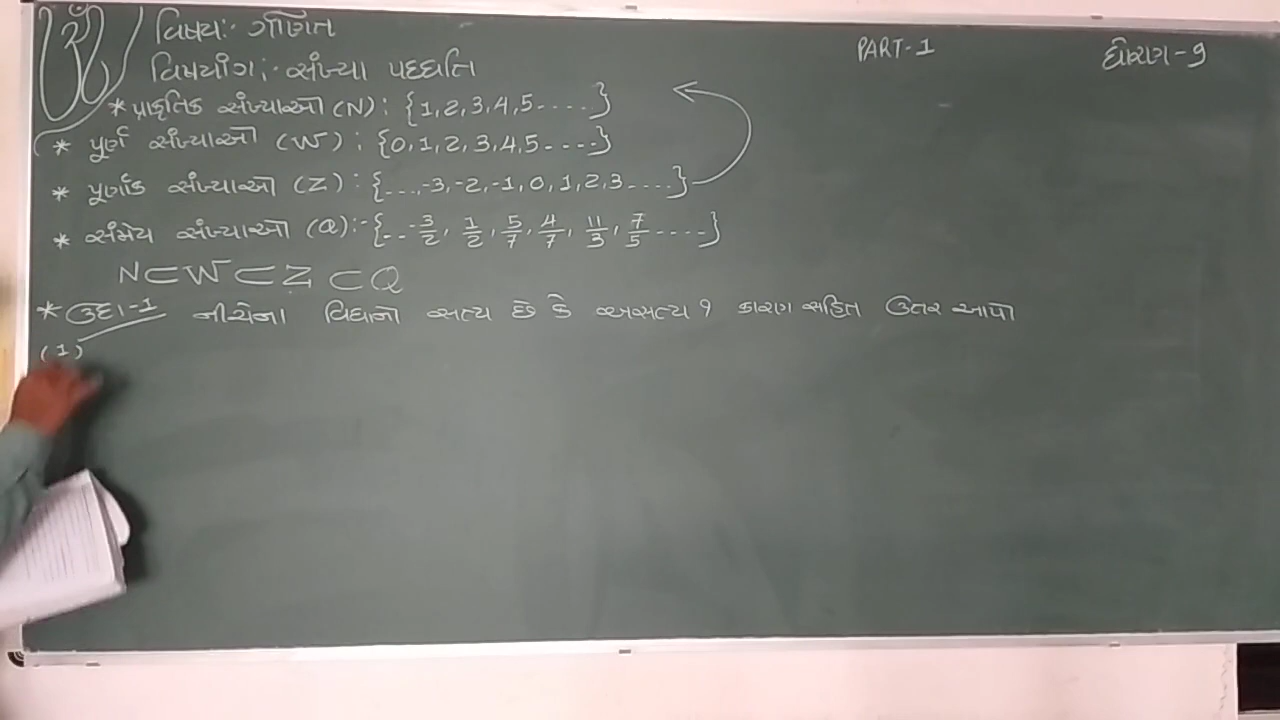 વિષય:- ગણિત
PART-1
ધોરણ-9
વિષયાંગ:- સંખ્યા પદ્ધતિ
* પ્રાકૃતિક સંખ્યાઓ (N) : {1,2,3,4,5-....}
* પૂર્ણ સંખ્યાઓ (W) : {0,1,2,3,4,5-...-}
* પૂર્ણાંક સંખ્યાઓ (Z) : {-...,-3,-2,-1,0,1,2,3....}
* સંમેય સંખ્યાઓ (Q):-{-..-3/2, 1/2, 5/7, 4/7, 11/3, 7/5-....}
N⊂W⊂Z⊂Q
* ઉદા-1 નીચેના વિધાનો સત્ય છે કે અસત્ય ? કારણ સહિત ઉતર આપો
(1)